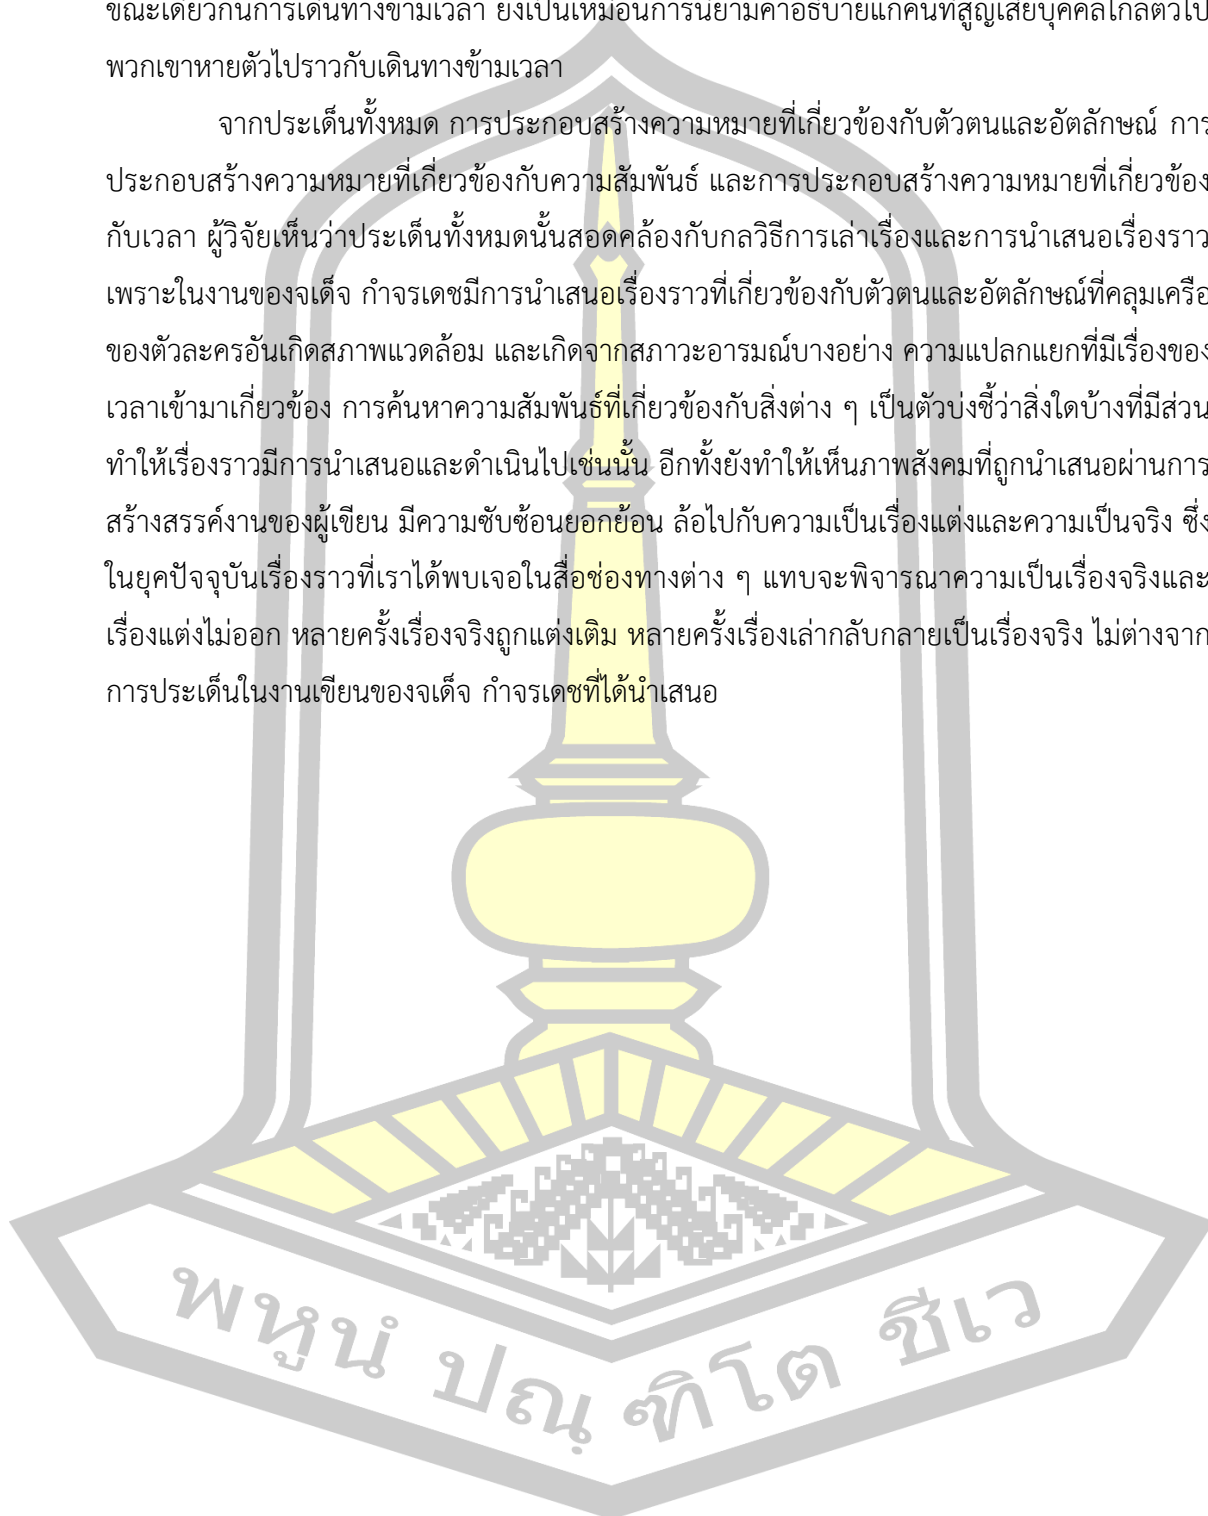 ขณะเดียวกันการเดินทางข้ามเวลา ยังเป็นเหมือนการนิยามคำอธิบายแก่คนที่สูญเสียบุคคลใกล้ตัวไป
พวกเขาหายตัวไปราวกับเดินทางข้ามเวลา
จากประเด็นทั้งหมด การประกอบสร้างความหมายที่เกี่ยวข้องกับตัวตนและอัตลักษณ์ การ
ประกอบสร้างความหมายที่เกี่ยวข้องกับความสัมพันธ์ และการประกอบสร้างความหมายที่เกี่ยวข้อง
กับเวลา ผู้วิจัยเห็นว่าประเด็นทั้งหมดนั้นสอดคล้องกับกลวิธีการเล่าเรื่องและการนำเสนอเรื่องราว
เพราะในงานของจเด็จ กำจรเดชมีการนำเสนอเรื่องราวที่เกี่ยวข้องกับตัวตนและอัตลักษณ์ที่คลุมเครือ
ของตัวละครอันเกิดสภาพแวดล้อม และเกิดจากสภาวะอารมณ์บางอย่าง ความแปลกแยกที่มีเรื่องของ
เวลาเข้ามาเกี่ยวข้อง การค้นหาความสัมพันธ์ที่เกี่ยวข้องกับสิ่งต่าง ๆ เป็นตัวบ่งชี้ว่าสิ่งใดบ้างที่มีส่วน
ทำให้เรื่องราวมีการนำเสนอและดำเนินไปเช่นนั้น อีกทั้งยังทำให้เห็นภาพสังคมที่ถูกนำเสนอผ่านการ
สร้างสรรค์งานของผู้เขียน มีความซับซ้อนยอกย้อน ล้อไปกับความเป็นเรื่องแต่งและความเป็นจริง ซึ่ง
ในยุคปัจจุบันเรื่องราวที่เราได้พบเจอในสื่อช่องทางต่าง ๆ แทบจะพิจารณาความเป็นเรื่องจริงและ
เรื่องแต่งไม่ออก หลายครั้งเรื่องจริงถูกแต่งเติม หลายครั้งเรื่องเล่ากลับกลายเป็นเรื่องจริง ไม่ต่างจาก
การประเด็นในงานเขียนของจเด็จ กำจรเดชที่ได้นำเสนอ
พหูนํ ปณฺฑิโต ชีเว